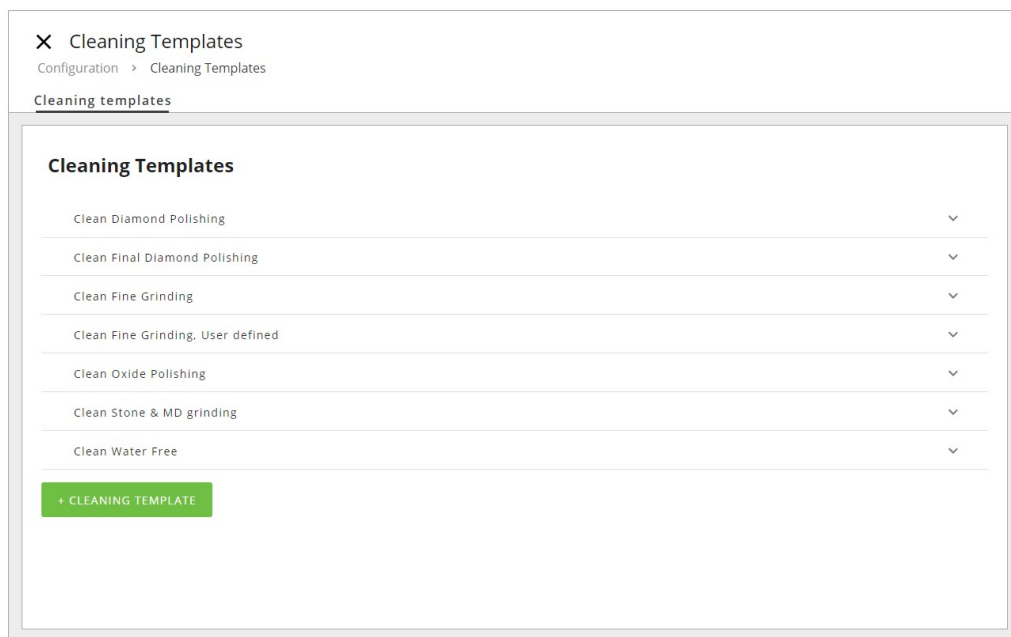 Cleaning Templates
Configuration > Cleaning Templates
Cleaning templates
Cleaning Templates
Clean Diamond Polishing
Clean Final Diamond Polishing
Clean Fine Grinding
Clean Fine Grinding, User defined
Clean Oxide Polishing
Clean Stone & MD grinding
Clean Water Free
+ CLEANING TEMPLATE